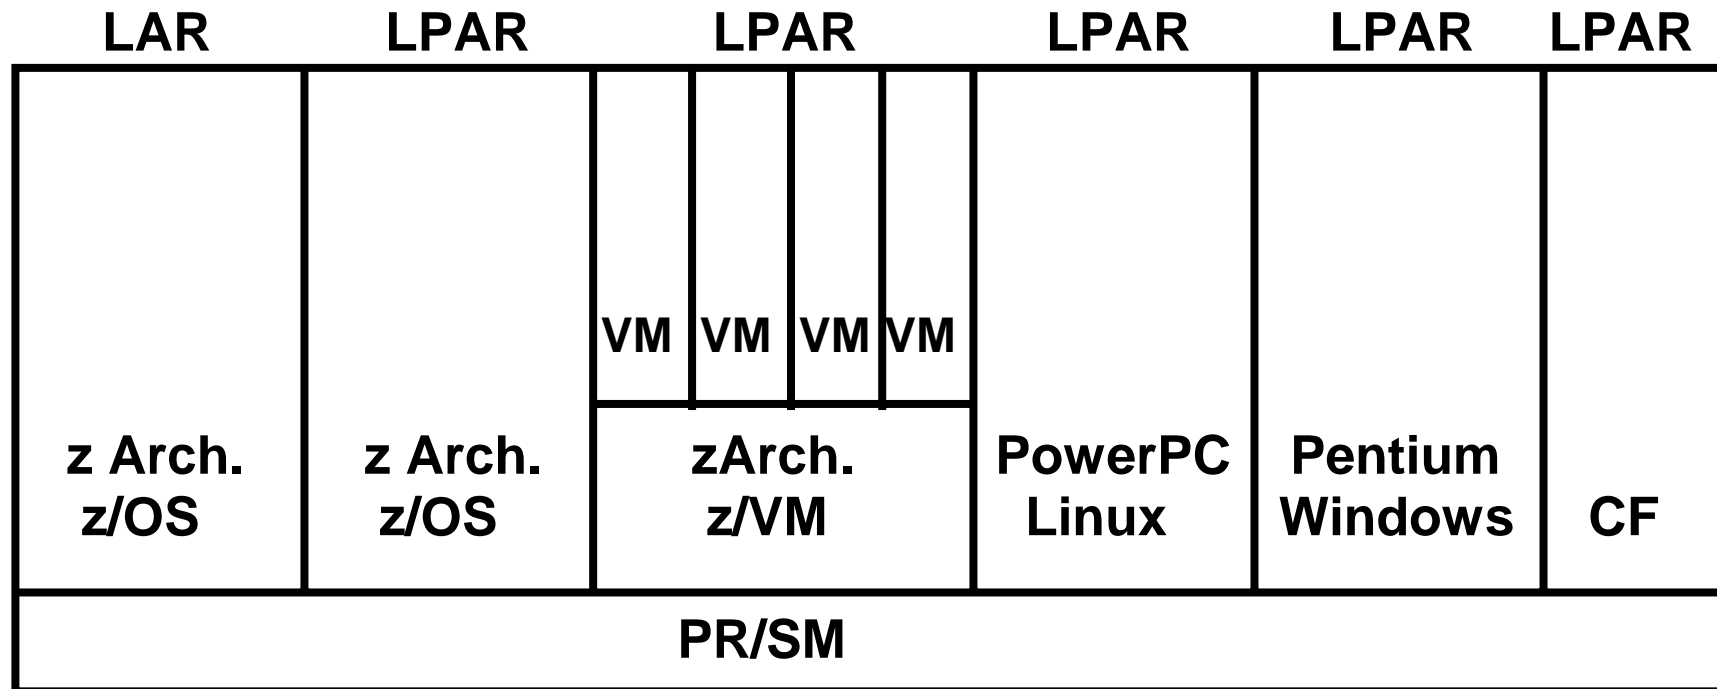 LAR LPAR LPAR LPAR LPAR LPAR
VM VM VM VM
z Arch. z Arch. zArch. PowerPC Pentium
z/OS z/OS z/VM Linux Windows CF
PR/SM